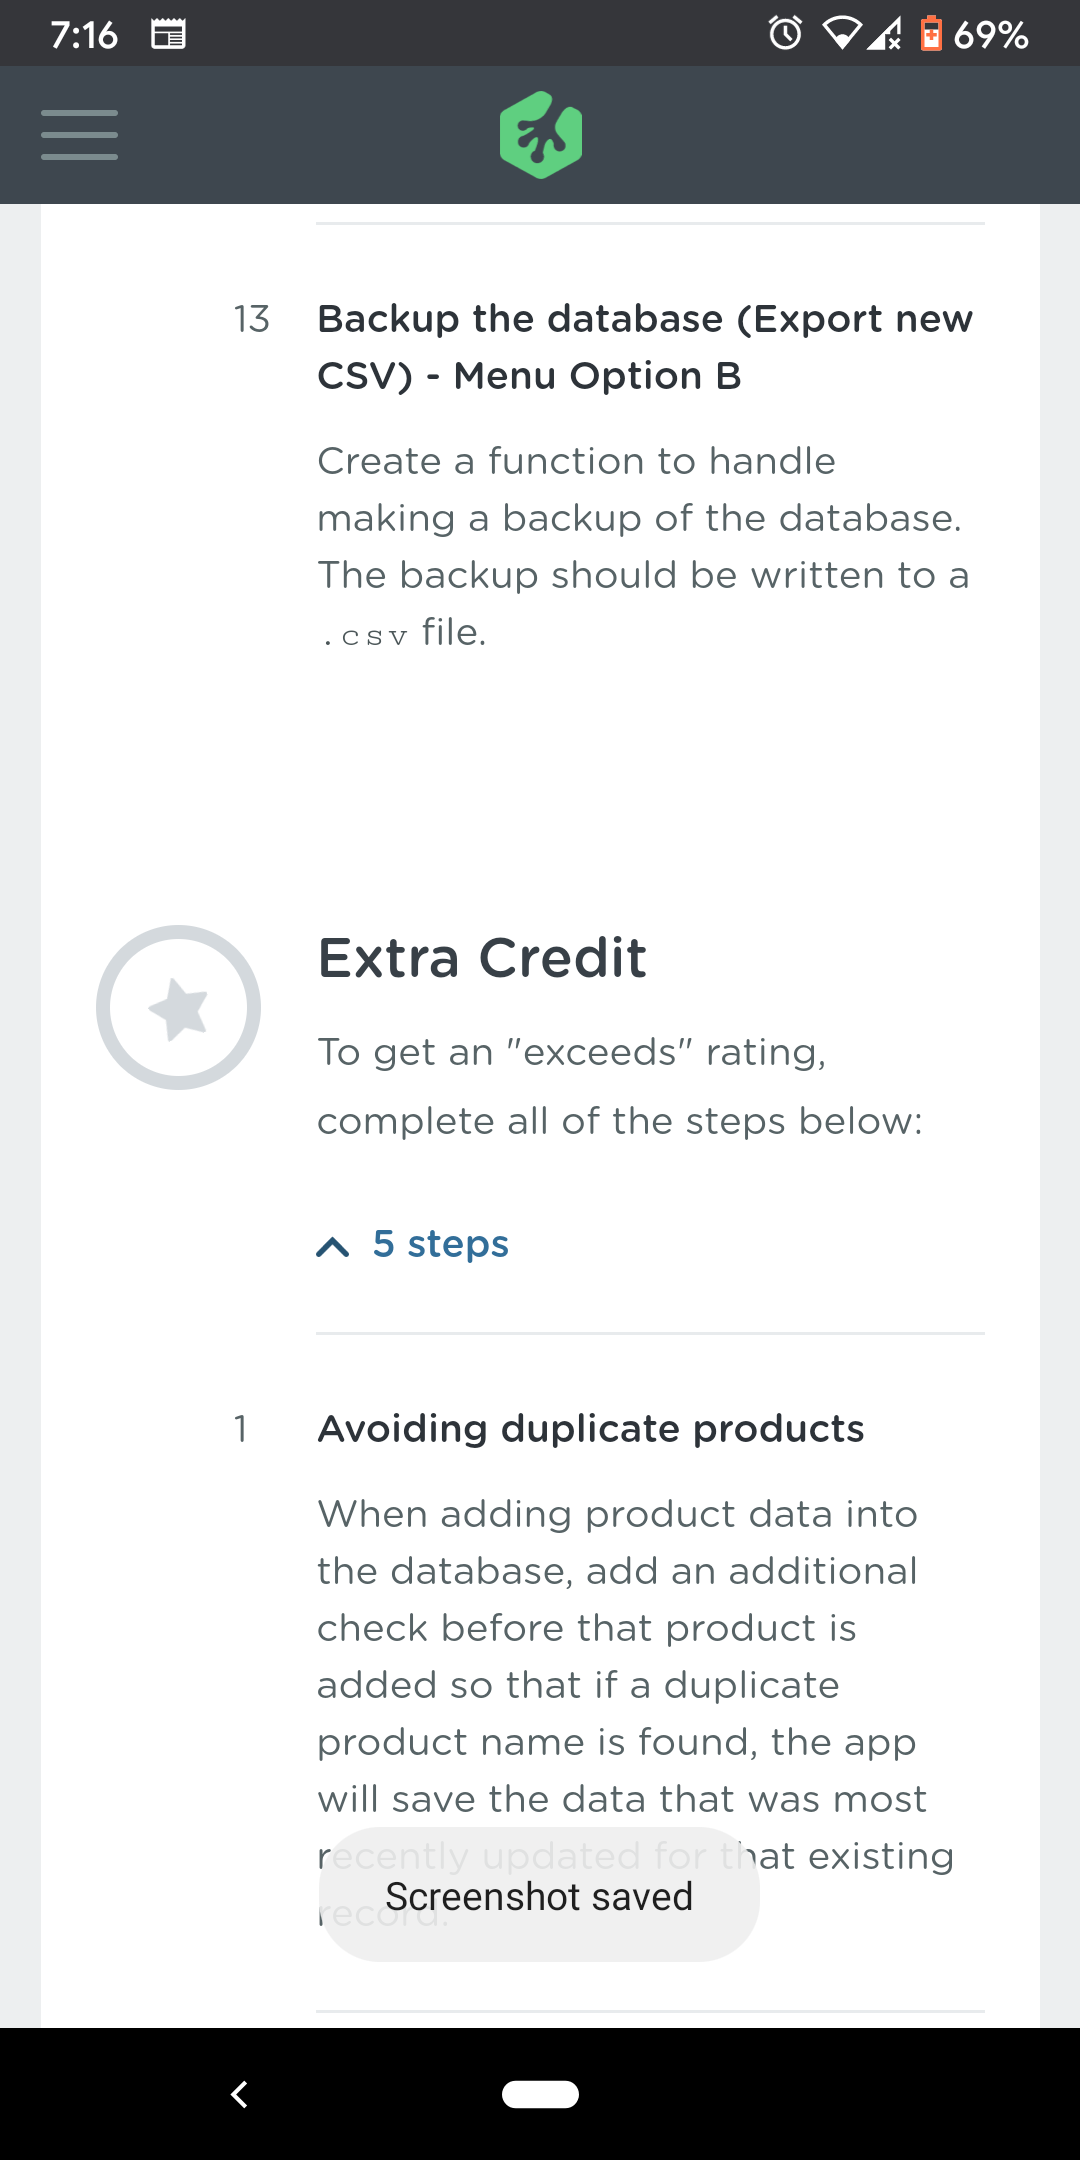 7:16
69%
13 Backup the database (Export new
CSV) - Menu Option B
Create a function to handle
making a backup of the database.
The backup should be written to a
.csv file.
Extra Credit
To get an "exceeds" rating,
complete all of the steps below:
5 steps
1 Avoiding duplicate products
When adding product data into
the database, add an additional
check before that product is
added so that if a duplicate
product name is found, the app
will save the data that was most
recently updated for that existing
record.
Screenshot saved